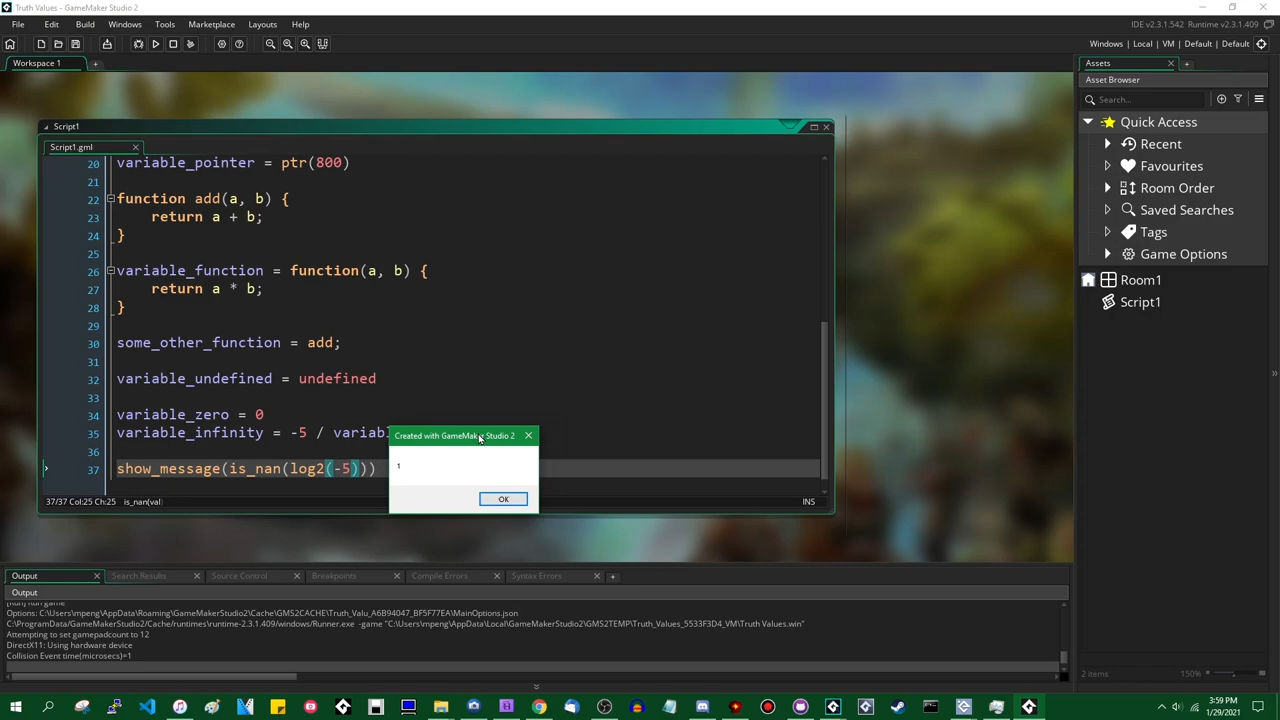 Truth Values - GameMaker Studio 2
File Edit Build Windows Tools Marketplace Layouts Help
IDE v2.3.1.542 Runtime v2.3.1.409
Windows | Local | VM | Default | Default
Workspace 1
Script1
Script1.gml
20 variable_pointer = ptr(800)
21
22 function add(a, b) {
23 return a + b;
24 }
25
26 variable_function = function(a, b) {
27 return a * b;
28 }
29
30 some_other_function = add;
31
32 variable_undefined = undefined
33
34 variable_zero = 0
35 variable_infinity = -5 / variab
37 show_message(is_nan(log2(-5)))
37/37 Col:25 Ch:25 is_nan(val) INS
Created with GameMaker Studio 2
1
OK
Assets
Asset Browser
Search...
Quick Access
Recent
Favourites
Room Order
Saved Searches
Tags
Game Options
Room1
Script1
2 items 150%
Output Search Results Source Control Breakpoints Compile Errors Syntax Errors
Output
[Run] Run game
Options: C:\Users\mpeng\AppData\Roaming\GameMakerStudio2\Cache\GMS2CACHE\Truth_Valu_A6B94047_BF5F77EA\MainOptions.json
C:\ProgramData/GameMakerStudio2/Cache/runtimes\runtime-2.3.1.409/windows/Runner.exe -game "C:\Users\mpeng\AppData\Local\GameMakerStudio2\GMS2TEMP\Truth_Values_5533F3D4_VM\Truth Values.win"
Attempting to set gamepadcount to 12
DirectX11: Using hardware device
Collision Event time(microsecs)=1
3:59 PM
1/29/2021